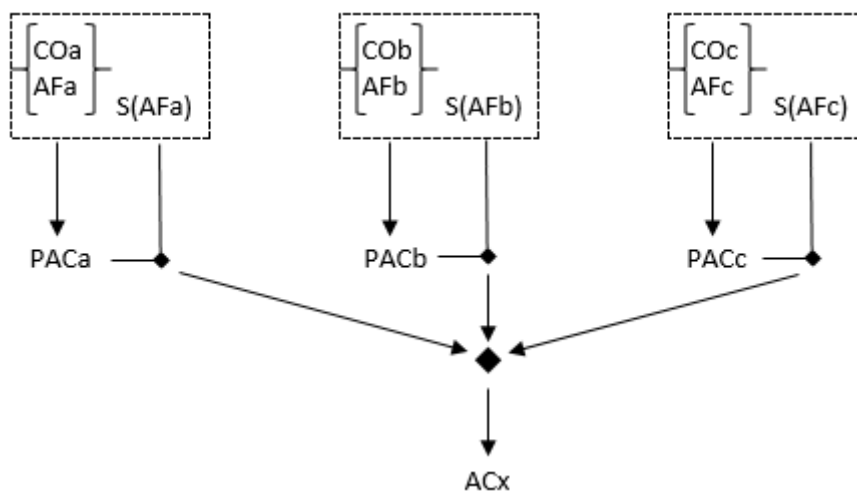 COa COb COc
AFa AFb AFc
S(AFa) S(AFb) S(AFc)
PACa PACb PACc
ACx